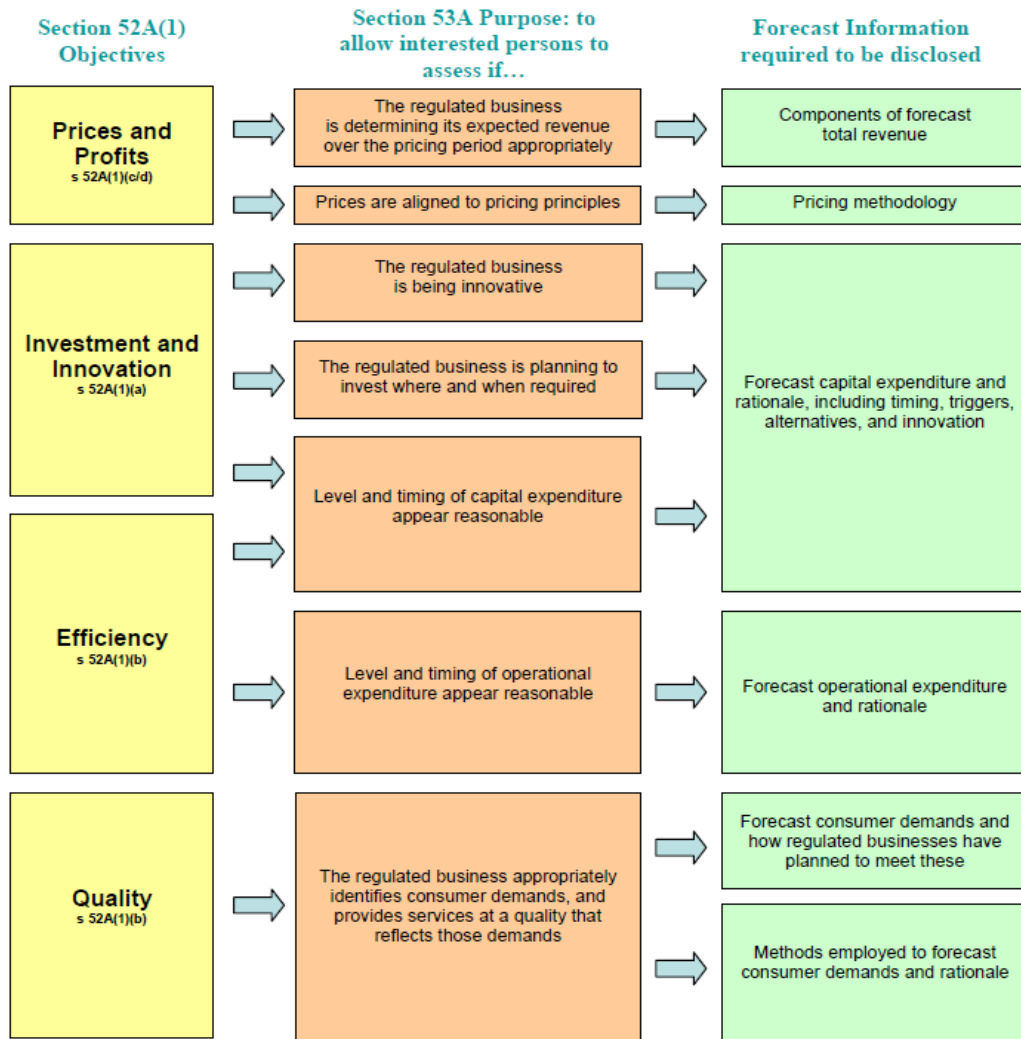 Section 52A(1)
Objectives
Section 53A Purpose: to
allow interested persons to
assess if…
Forecast Information
required to be disclosed
Prices and
Profits
s 52A(1)(c/d)
The regulated business
is determining its expected revenue
over the pricing period appropriately
Components of forecast
total revenue
Prices are aligned to pricing principles
Pricing methodology
Investment and
Innovation
s 52A(1)(a)
The regulated business
is being innovative
The regulated business is planning to
invest where and when required
Forecast capital expenditure and
rationale, including timing, triggers,
alternatives, and innovation
Level and timing of capital expenditure
appear reasonable
Efficiency
s 52A(1)(b)
Level and timing of operational
expenditure appear reasonable
Forecast operational expenditure
and rationale
Quality
s 52A(1)(b)
The regulated business appropriately
identifies consumer demands, and
provides services at a quality that
reflects those demands
Forecast consumer demands and
how regulated businesses have
planned to meet these
Methods employed to forecast
consumer demands and rationale